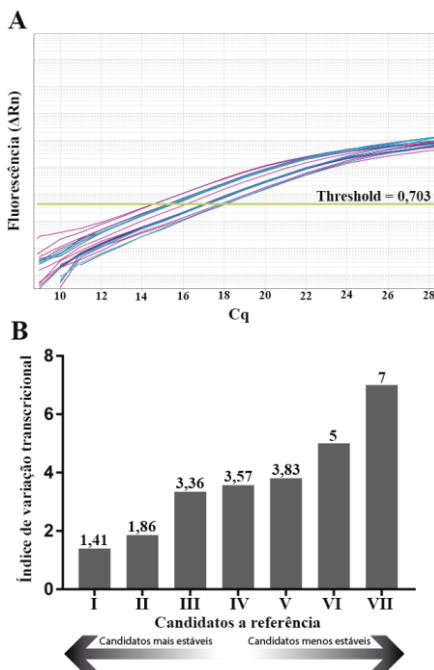 A
Fluorescência (ΔRn)
Threshold = 0,703
10 12 14 16 18 20 22 24 26 28
Cq
B
Índice de variação transcricional
8
6
4
2
0
1,41 1,86 3,36 3,57 3,83 5 7
I II III IV V VI VII
Candidatos a referência
Candidatos mais estáveis Candidatos menos estáveis